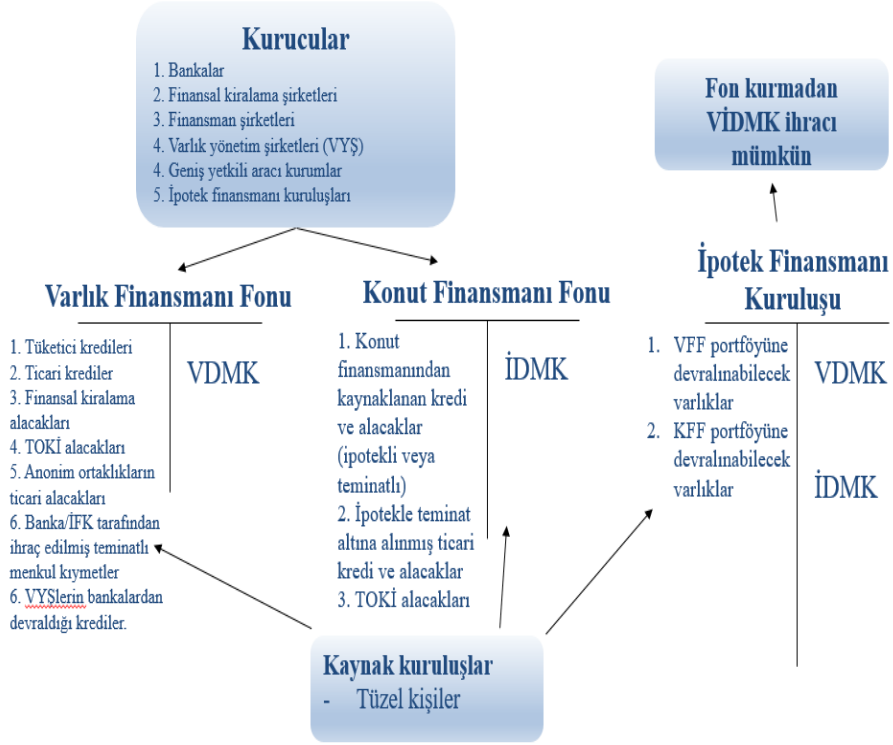 Kurucular
1. Bankalar
2. Finansal kiralama şirketleri
3. Finansman şirketleri
4. Varlık yönetim şirketleri (VYŞ)
4. Geniş yetkili aracı kurumlar
5. İpotek finansmanı kuruluşları
Fon kurmadan
VİDMK ihracı
mümkün
Varlık Finansmanı Fonu
1. Tüketici kredileri
2. Ticari krediler
3. Finansal kiralama
alacakları
4. TOKİ alacakları
5. Anonim ortaklıkların
ticari alacakları
6. Banka/İFK tarafından
ihraç edilmiş teminatlı
menkul kıymetler
6. VYŞlerin bankalardan
devraldığı krediler.
VDMK
Konut Finansmanı Fonu
1. Konut
finansmanından
kaynaklanan kredi
ve alacaklar
(ipotekli veya
teminatlı)
2. İpotekle teminat
altına alınmış ticari
kredi ve alacaklar
3. TOKİ alacakları
İDMK
İpotek Finansmanı
Kuruluşu
1. VFF portföyüne
devralınabilecek
varlıklar
2. KFF portföyüne
devralınabilecek
varlıklar
VDMK
İDMK
Kaynak kuruluşlar
- Tüzel kişiler